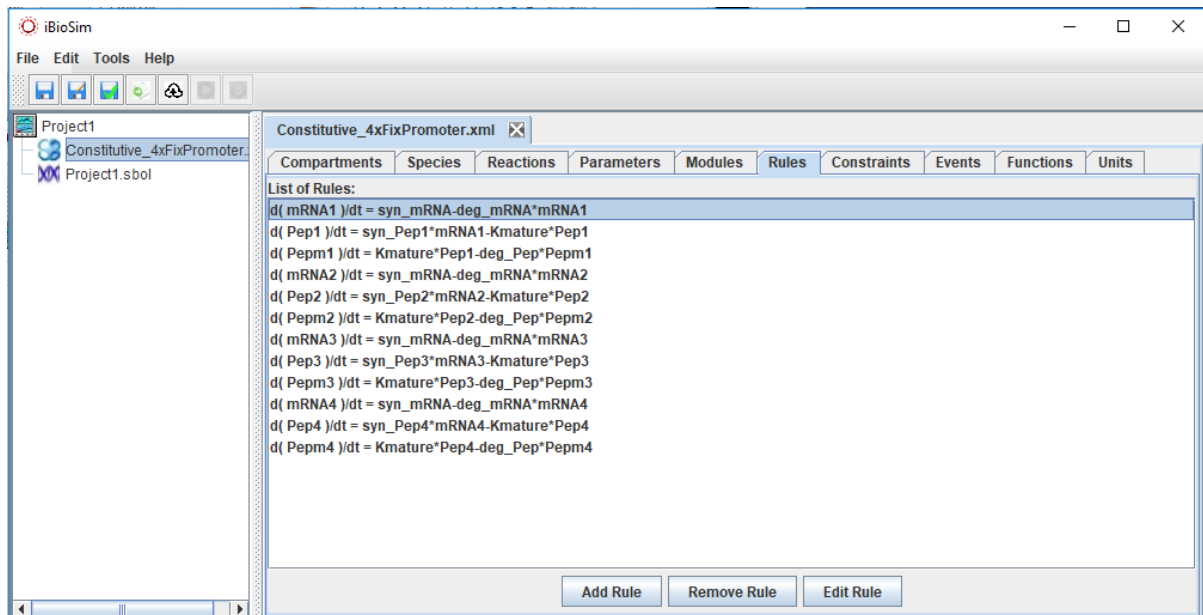 iBioSim
File Edit Tools Help
Project1
Constitutive_4xFixPromoter.
Project1.sbol
Constitutive_4xFixPromoter.xml
Compartments Species Reactions Parameters Modules Rules Constraints Events Functions Units
List of Rules:
d( mRNA1 )/dt = syn_mRNA-deg_mRNA*mRNA1
d( Pep1 )/dt = syn_Pep1*mRNA1-Kmature*Pep1
d( Pepm1 )/dt = Kmature*Pep1-deg_Pep*Pepm1
d( mRNA2 )/dt = syn_mRNA-deg_mRNA*mRNA2
d( Pep2 )/dt = syn_Pep2*mRNA2-Kmature*Pep2
d( Pepm2 )/dt = Kmature*Pep2-deg_Pep*Pepm2
d( mRNA3 )/dt = syn_mRNA-deg_mRNA*mRNA3
d( Pep3 )/dt = syn_Pep3*mRNA3-Kmature*Pep3
d( Pepm3 )/dt = Kmature*Pep3-deg_Pep*Pepm3
d( mRNA4 )/dt = syn_mRNA-deg_mRNA*mRNA4
d( Pep4 )/dt = syn_Pep4*mRNA4-Kmature*Pep4
d( Pepm4 )/dt = Kmature*Pep4-deg_Pep*Pepm4
Add Rule Remove Rule Edit Rule